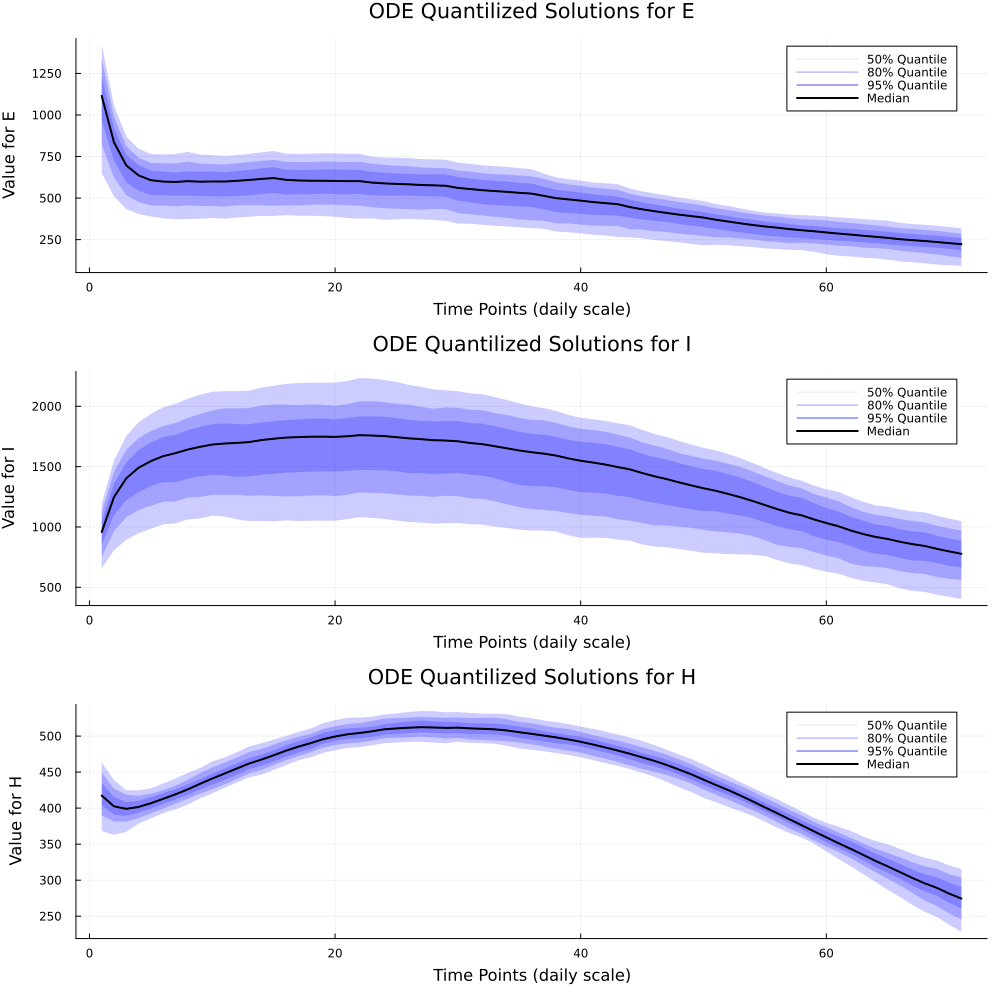 ODE Quantilized Solutions for E
Value for E
1250
1000
750
500
250
50% Quantile
80% Quantile
95% Quantile
Median
0
20
40
60
Time Points (daily scale)
ODE Quantilized Solutions for I
Value for I
2000
1500
1000
500
50% Quantile
80% Quantile
95% Quantile
Median
0
20
40
60
Time Points (daily scale)
ODE Quantilized Solutions for H
Value for H
500
450
400
350
300
250
50% Quantile
80% Quantile
95% Quantile
Median
0
20
40
60
Time Points (daily scale)